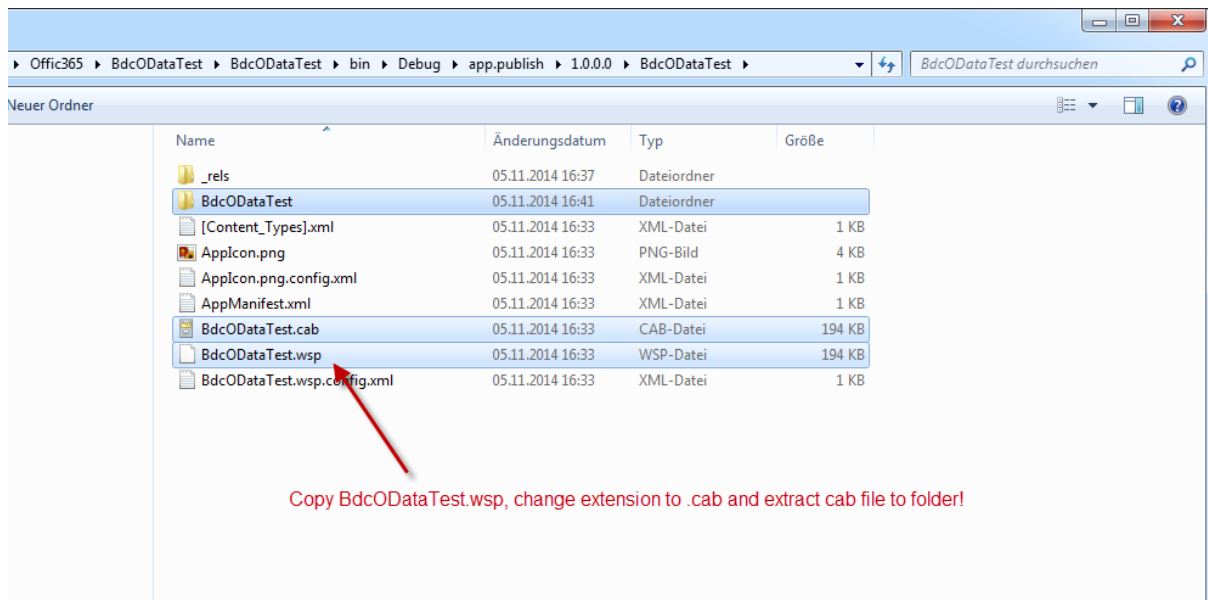 Offic365 ▸ BdcODataTest ▸ BdcODataTest ▸ bin ▸ Debug ▸ app.publish ▸ 1.0.0.0 ▸ BdcODataTest ▸ BdcODataTest durchsuchen
Neuer Ordner
Name Änderungsdatum Typ Größe
_rels 05.11.2014 16:37 Dateiordner
BdcODataTest 05.11.2014 16:41 Dateiordner
[Content_Types].xml 05.11.2014 16:33 XML-Datei 1 KB
AppIcon.png 05.11.2014 16:33 PNG-Bild 4 KB
AppIcon.png.config.xml 05.11.2014 16:33 XML-Datei 1 KB
AppManifest.xml 05.11.2014 16:33 XML-Datei 1 KB
BdcODataTest.cab 05.11.2014 16:33 CAB-Datei 194 KB
BdcODataTest.wsp 05.11.2014 16:33 WSP-Datei 194 KB
BdcODataTest.wsp.config.xml 05.11.2014 16:33 XML-Datei 1 KB
Copy BdcODataTest.wsp, change extension to .cab and extract cab file to folder!